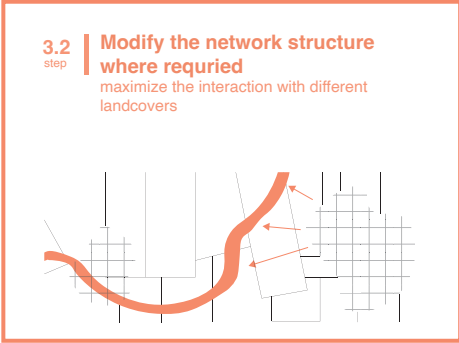 3.2
step
Modify the network structure
where requried
maximize the interaction with different
landcovers